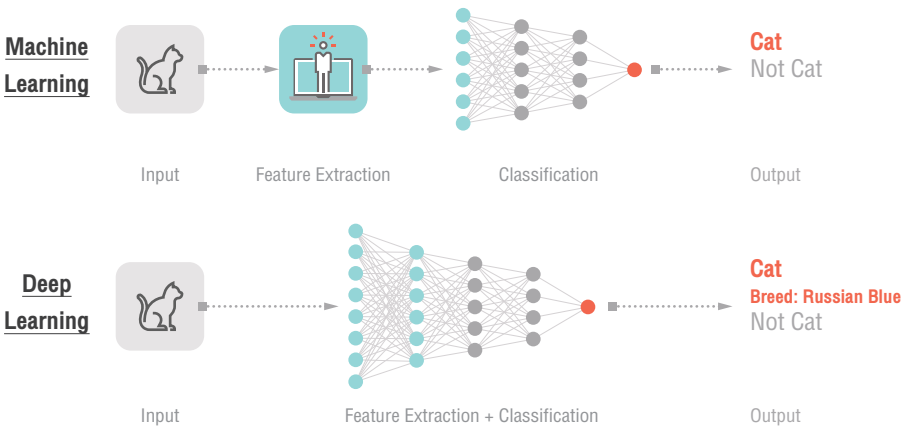 Machine
Learning
Cat
Not Cat
Input
Feature Extraction
Classification
Output
Deep
Learning
Cat
Breed: Russian Blue
Not Cat
Input
Feature Extraction + Classification
Output